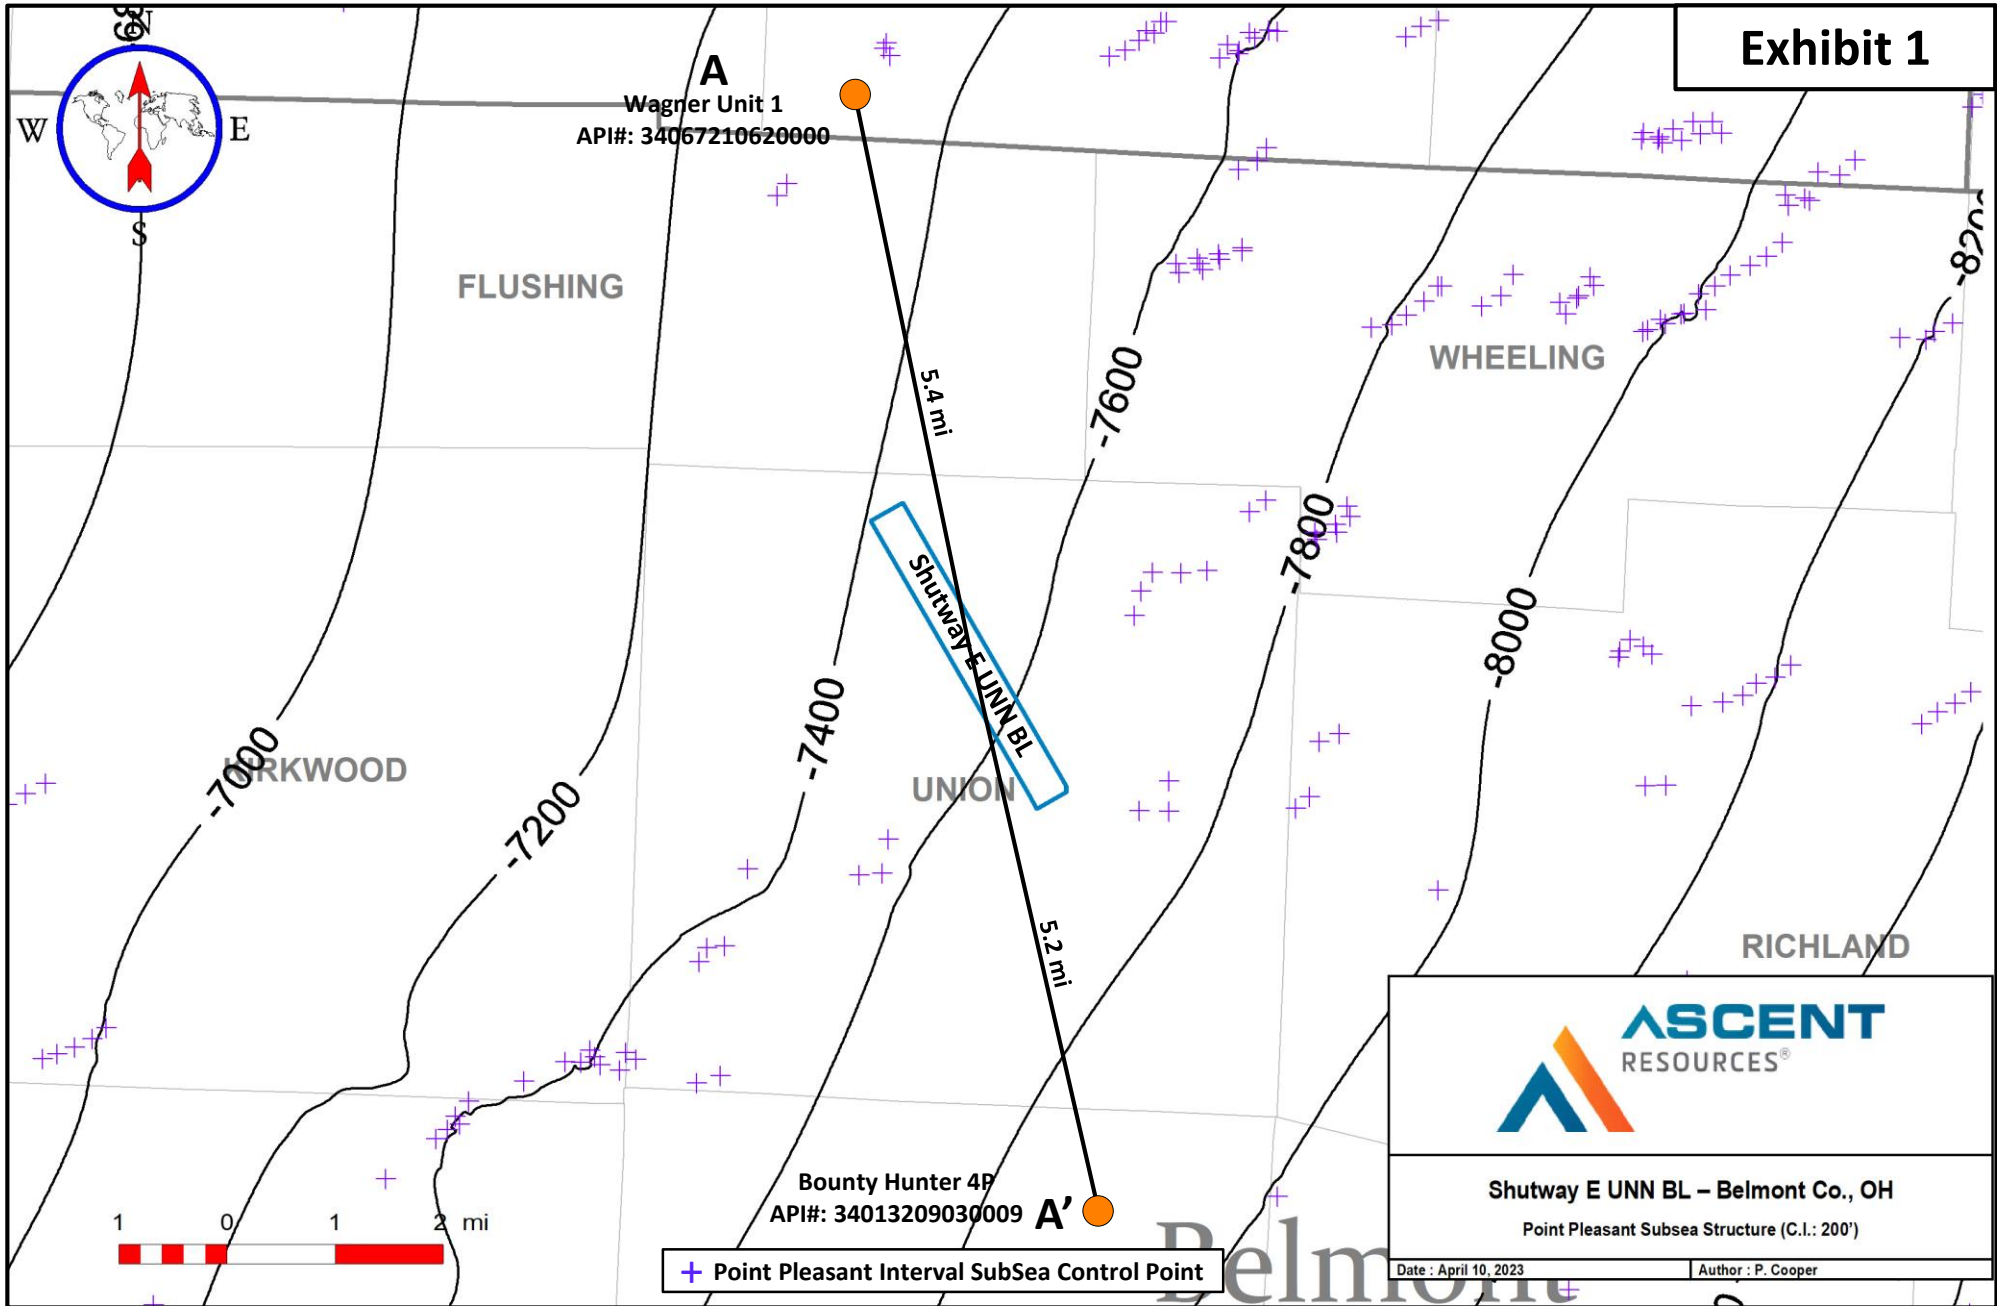 Exhibit 1
N
W
E
S
A
Wagner Unit 1
API#: 34067210620000
-8200
FLUSHING
WHEELING
-7600
5.4 mi
-7800
Shutway E UNN BL
-8000
-7400
-7000
KIRKWOOD
UNION
-7200
RICHLAND
5.2 mi
ASCENT
RESOURCES®
Bounty Hunter 4P
API#: 34013209030009
A'
Shutway E UNN BL – Belmont Co., OH
Point Pleasant Subsea Structure (C.I.: 200')
1 0 1 2 mi
+ Point Pleasant Interval SubSea Control Point
Belmont
Date : April 10, 2023
Author : P. Cooper